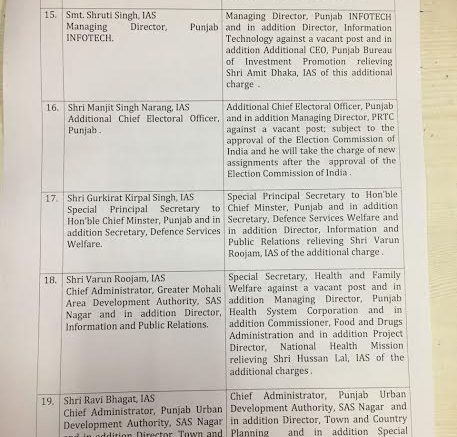 15. Smt. Shruti Singh, IAS
Managing Director, Punjab
INFOTECH.
Managing Director, Punjab INFOTECH
and in addition Director, Information
Technology against a vacant post and in
addition Additional CEO, Punjab Bureau
of Investment Promotion relieving
Shri Amit Dhaka, IAS of this additional
charge .
16. Shri Manjit Singh Narang, IAS
Additional Chief Electoral Officer,
Punjab .
Additional Chief Electoral Officer, Punjab
and in addition Managing Director, PRTC
against a vacant post; subject to the
approval of the Election Commission of
India and he will take the charge of new
assignments after the approval of the
Election Commission of India .
17. Shri Gurkirat Kirpal Singh, IAS
Special Principal Secretary to
Hon'ble Chief Minster, Punjab and in
addition Secretary, Defence Services
Welfare.
Special Principal Secretary to Hon'ble
Chief Minster, Punjab and in addition
Secretary, Defence Services Welfare and
in addition Director, Information and
Public Relations relieving Shri Varun
Roojam, IAS of the additional charge .
18. Shri Varun Roojam, IAS
Chief Administrator, Greater Mohali
Area Development Authority, SAS
Nagar and in addition Director,
Information and Public Relations.
Special Secretary, Health and Family
Welfare against a vacant post and in
addition Managing Director, Punjab
Health System Corporation and in
addition Commissioner, Food and Drugs
Administration and in addition Project
Director, National Health Mission
relieving Shri Hussan Lal, IAS of the
additional charges .
19. Shri Ravi Bhagat, IAS
Chief Administrator, Punjab Urban
Development Authority, SAS Nagar
and in addition Director, Town and
Chief Administrator, Punjab Urban
Development Authority, SAS Nagar and
in addition Director, Town and Country
Planning and in addition Special